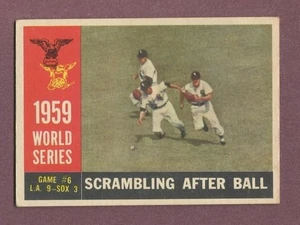 1959
WORLD
SERIES
GAME #6
L.A. 9-SOX 3
SCRAMBLING AFTER BALL